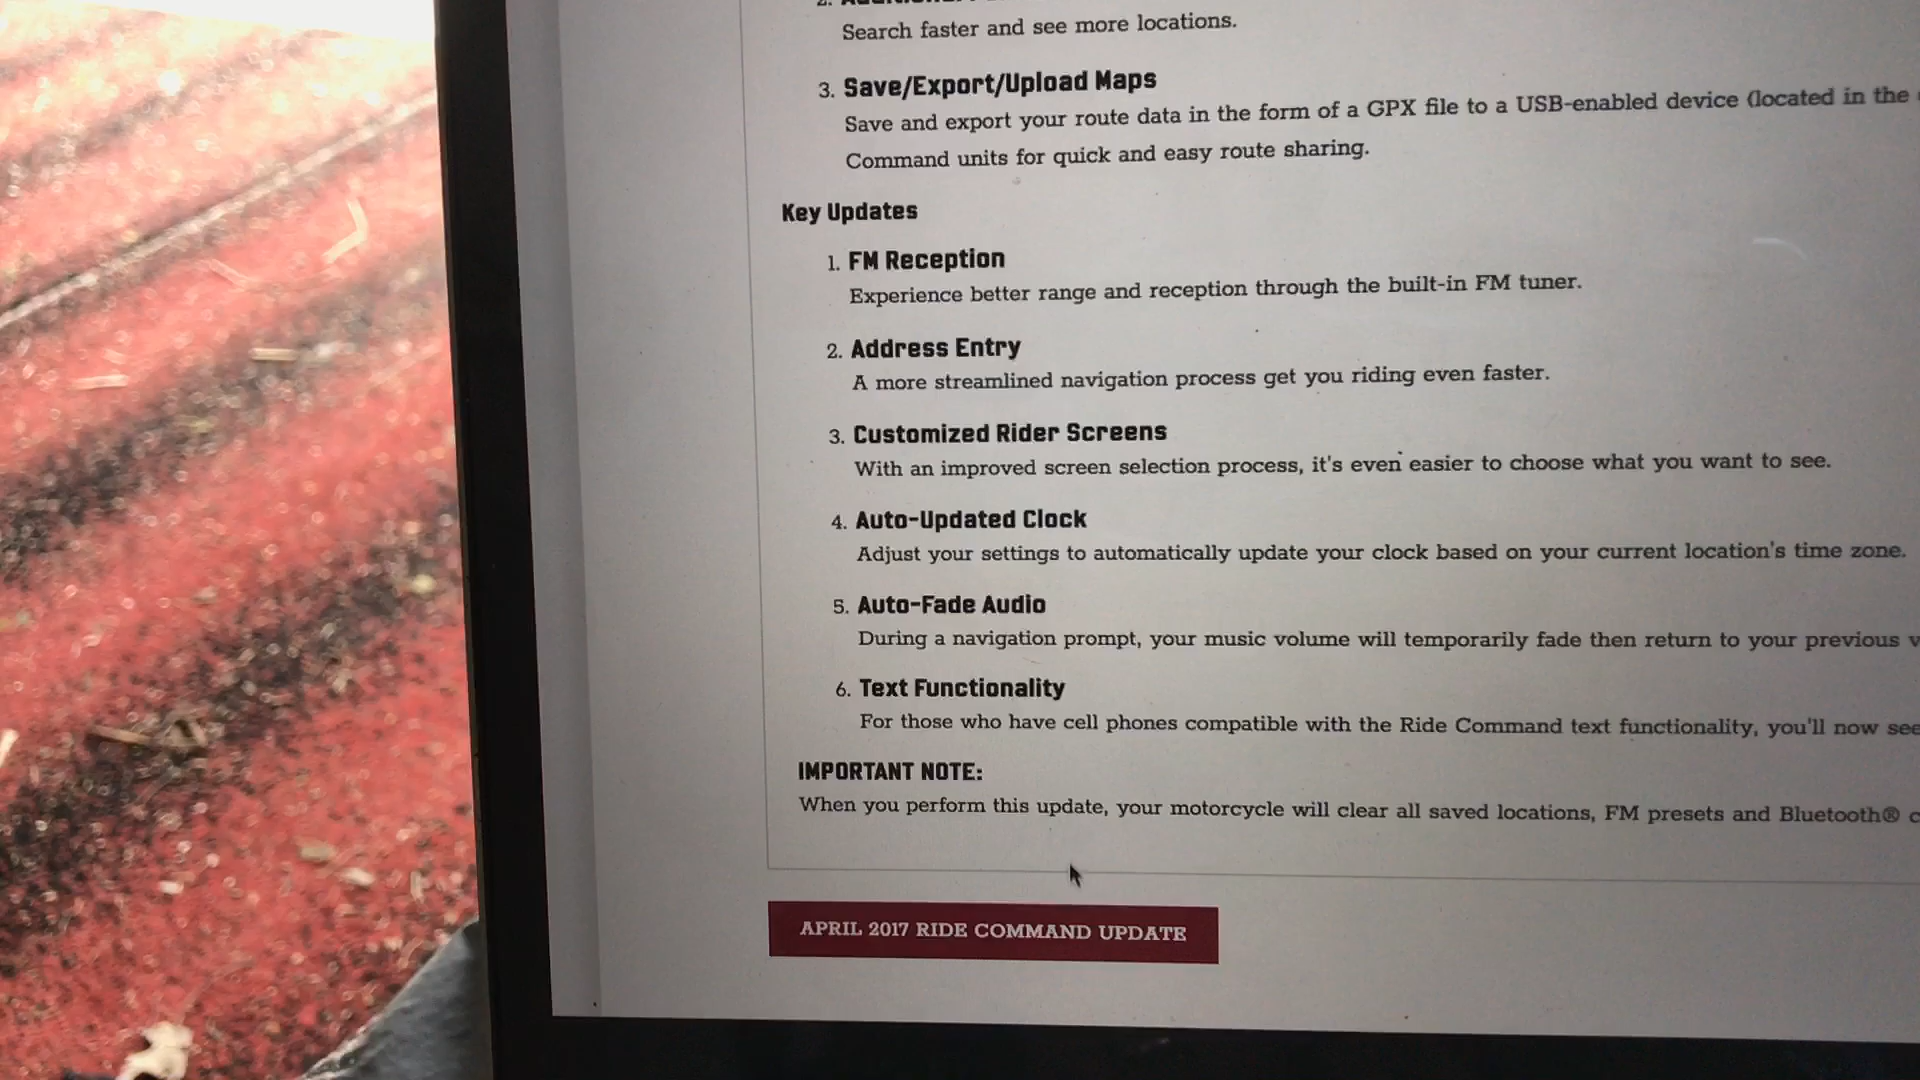 2.
Search faster and see more locations.
3. Save/Export/Upload Maps
Save and export your route data in the form of a GPX file to a USB-enabled device (located in the
Command units for quick and easy route sharing.
Key Updates
1. FM Reception
Experience better range and reception through the built-in FM tuner.
2. Address Entry
A more streamlined navigation process get you riding even faster.
3. Customized Rider Screens
With an improved screen selection process, it's even easier to choose what you want to see.
4. Auto-Updated Clock
Adjust your settings to automatically update your clock based on your current location's time zone.
5. Auto-Fade Audio
During a navigation prompt, your music volume will temporarily fade then return to your previous
6. Text Functionality
For those who have cell phones compatible with the Ride Command text functionality, you'll now see
IMPORTANT NOTE:
When you perform this update, your motorcycle will clear all saved locations, FM presets and Bluetooth®
APRIL 2017 RIDE COMMAND UPDATE